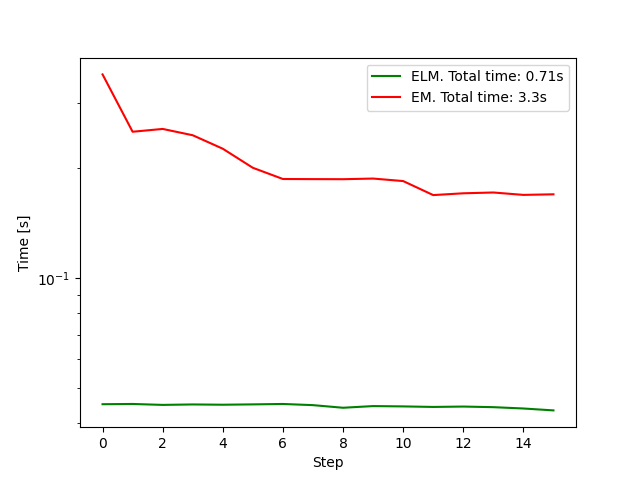 ELM. Total time: 0.71s
EM. Total time: 3.3s
Time [s]
10⁻¹
0 2 4 6 8 10 12 14
Step